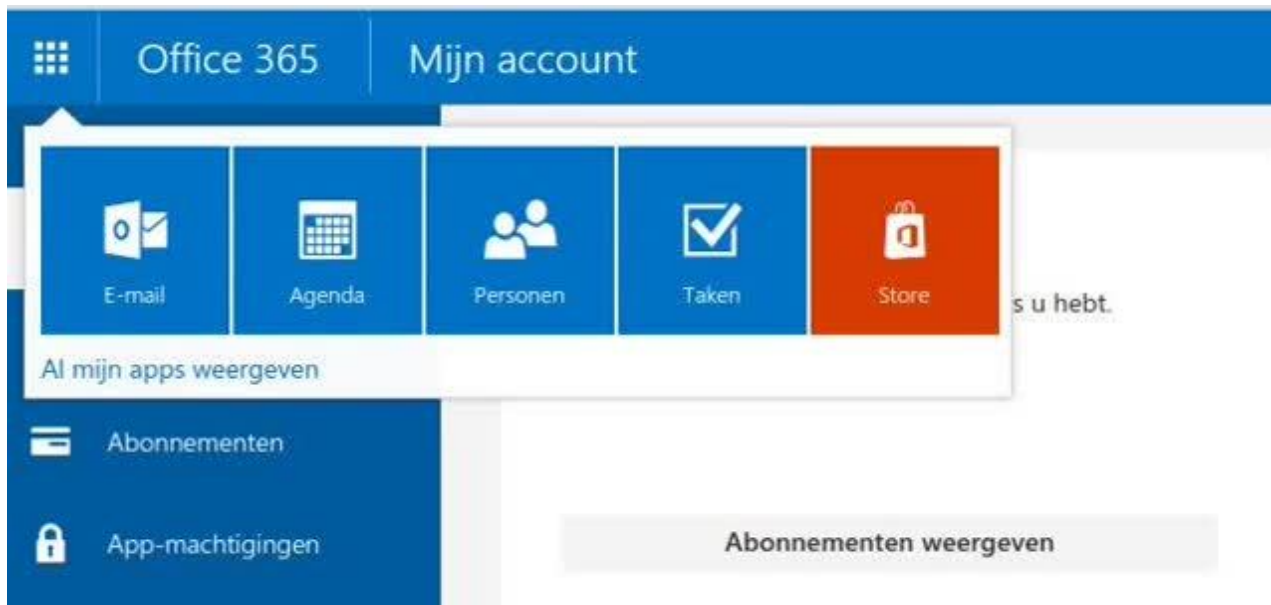 Office 365 Mijn account
E-mail Agenda Personen Taken Store
s u hebt.
Al mijn apps weergeven
Abonnementen
App-machtigingen
Abonnementen weergeven